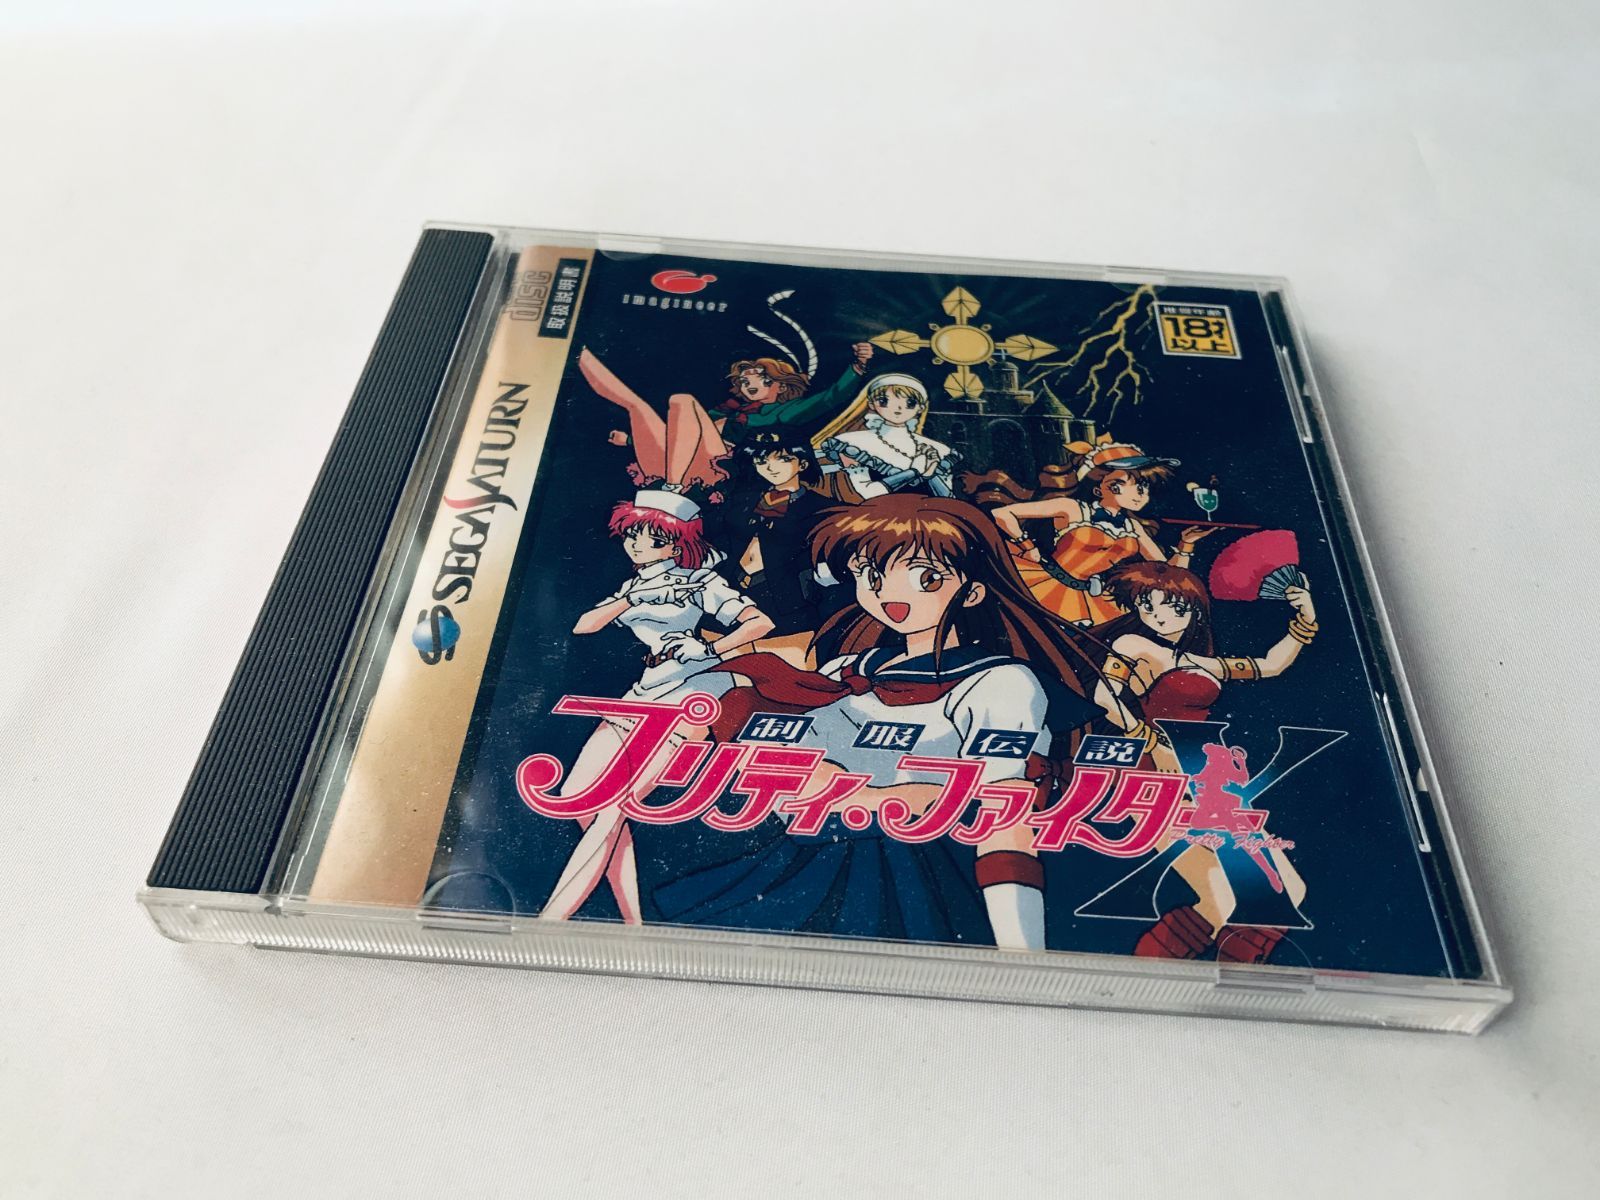 SEGA SATURN
DISC
取扱説明書
imagineer
推奨年齢
18才
以上
制服伝説
プリティ・ファイター
X
Pretty Fighter